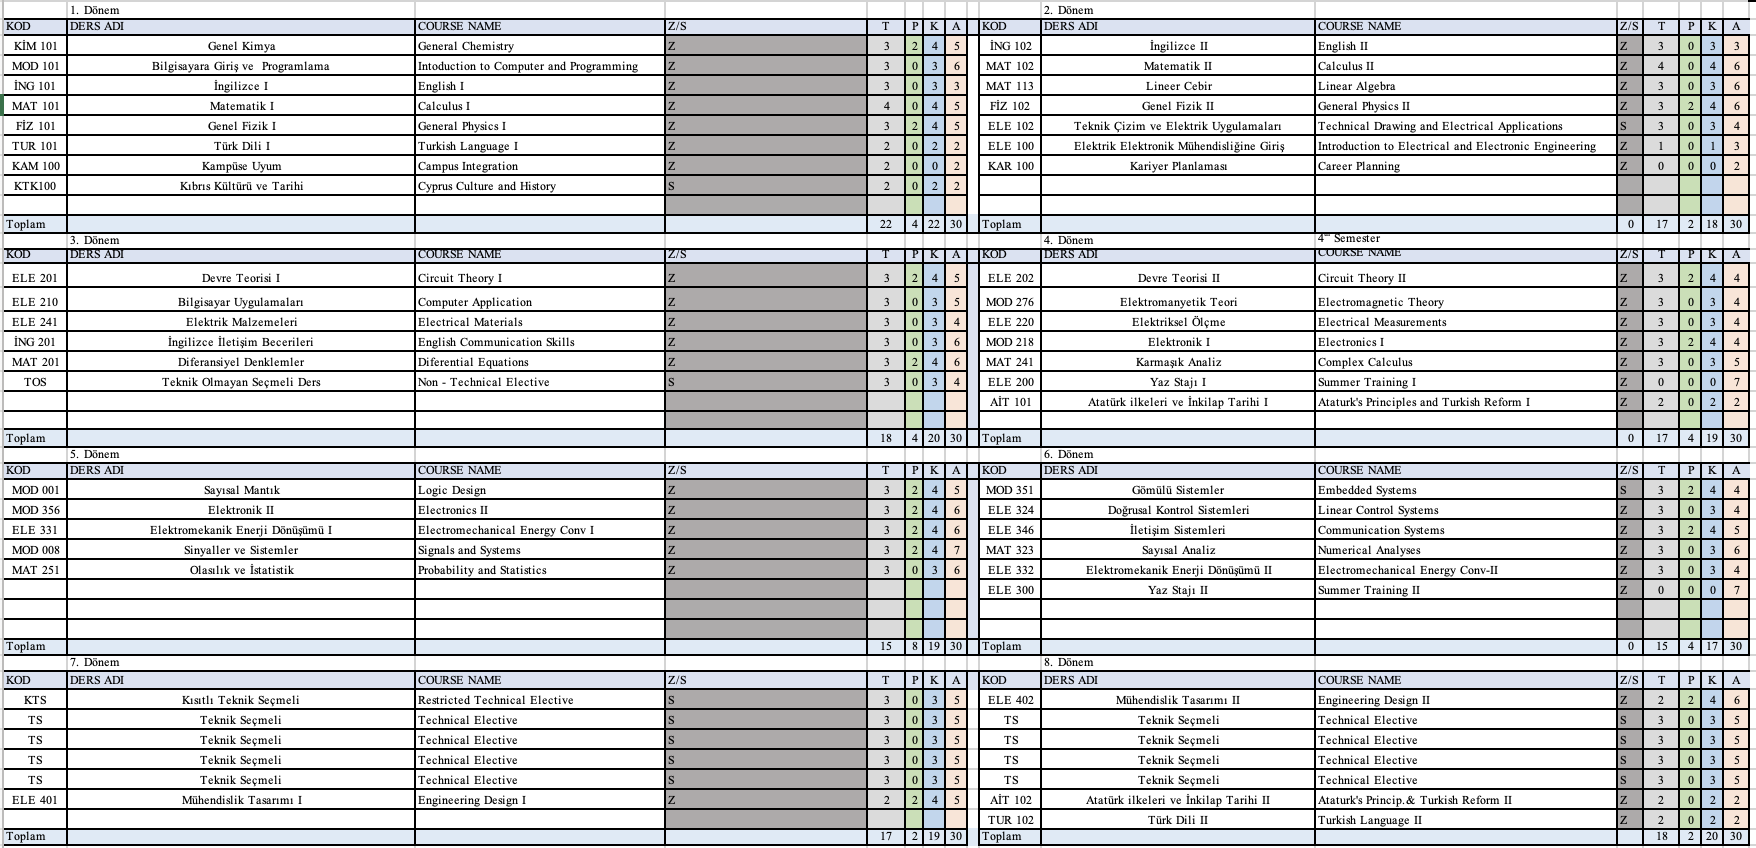 1. Dönem
KOD DERS ADI COURSE NAME Z/S T P K A
KİM 101 Genel Kimya General Chemistry Z 3 2 4 5
MOD 101 Bilgisayara Giriş ve Programlama Intoduction to Computer and Programming Z 3 0 3 6
İNG 101 İngilizce I English I Z 3 0 3 3
MAT 101 Matematik I Calculus I Z 4 0 4 5
FİZ 101 Genel Fizik I General Physics I Z 3 2 4 5
TUR 101 Türk Dili I Turkish Language I Z 2 0 2 2
KAM 100 Kampüse Uyum Campus Integration Z 2 0 0 2
KTK100 Kıbrıs Kültürü ve Tarihi Cyprus Culture and History S 2 0 2 2
Toplam 22 4 22 30
2. Dönem
KOD DERS ADI COURSE NAME Z/S T P K A
İNG 102 İngilizce II English II Z 3 0 3 3
MAT 102 Matematik II Calculus II Z 4 0 4 6
MAT 113 Lineer Cebir Linear Algebra Z 3 0 3 6
FİZ 102 Genel Fizik II General Physics II Z 3 2 4 6
ELE 102 Teknik Çizim ve Elektrik Uygulamaları Technical Drawing and Electrical Applications S 3 0 3 4
ELE 100 Elektrik Elektronik Mühendisliğine Giriş Introduction to Electrical and Electronic Engineering Z 1 0 1 3
KAR 100 Kariyer Planlaması Career Planning Z 0 0 0 2
Toplam 0 17 2 18 30
3. Dönem
KOD DERS ADI COURSE NAME Z/S T P K A
ELE 201 Devre Teorisi I Circuit Theory I Z 3 2 4 5
ELE 210 Bilgisayar Uygulamaları Computer Application Z 3 0 3 5
ELE 241 Elektrik Malzemeleri Electrical Materials Z 3 0 3 4
İNG 201 İngilizce İletişim Becerileri English Communication Skills Z 3 0 3 6
MAT 201 Diferansiyel Denklemler Diferential Equations Z 3 2 4 6
TOS Teknik Olmayan Seçmeli Ders Non - Technical Elective S 3 0 3 4
Toplam 18 4 20 30
4. Dönem 4 Semester
KOD DERS ADI COURSE NAME Z/S T P K A
ELE 202 Devre Teorisi II Circuit Theory II Z 3 2 4 4
MOD 276 Elektromanyetik Teori Electromagnetic Theory Z 3 0 3 4
ELE 220 Elektriksel Ölçme Electrical Measurements Z 3 0 3 4
MOD 218 Elektronik I Electronics I Z 3 2 4 4
MAT 241 Karmaşık Analiz Complex Calculus Z 3 0 3 5
ELE 200 Yaz Stajı I Summer Training I Z 0 0 0 7
AİT 101 Atatürk ilkeleri ve İnkilap Tarihi I Ataturk's Principles and Turkish Reform I Z 2 0 2 2
Toplam 0 17 4 19 30
5. Dönem
KOD DERS ADI COURSE NAME Z/S T P K A
MOD 001 Sayısal Mantık Logic Design Z 3 2 4 5
MOD 356 Elektronik II Electronics II Z 3 2 4 6
ELE 331 Elektromekanik Enerji Dönüşümü I Electromechanical Energy Conv I Z 3 2 4 6
MOD 008 Sinyaller ve Sistemler Signals and Systems Z 3 2 4 7
MAT 251 Olasılık ve İstatistik Probability and Statistics Z 3 0 3 6
Toplam 15 8 19 30
6. Dönem
KOD DERS ADI COURSE NAME Z/S T P K A
MOD 351 Gömülü Sistemler Embedded Systems S 3 2 4 4
ELE 324 Doğrusal Kontrol Sistemleri Linear Control Systems Z 3 0 3 4
ELE 346 İletişim Sistemleri Communication Systems Z 3 2 4 5
MAT 323 Sayısal Analiz Numerical Analyses Z 3 0 3 6
ELE 332 Elektromekanik Enerji Dönüşümü II Electromechanical Energy Conv-II Z 3 0 3 4
ELE 300 Yaz Stajı II Summer Training II Z 0 0 0 7
Toplam 0 15 4 17 30
7. Dönem
KOD DERS ADI COURSE NAME Z/S T P K A
KTS Kısıtlı Teknik Seçmeli Restricted Technical Elective S 3 0 3 5
TS Teknik Seçmeli Technical Elective S 3 0 3 5
TS Teknik Seçmeli Technical Elective S 3 0 3 5
TS Teknik Seçmeli Technical Elective S 3 0 3 5
TS Teknik Seçmeli Technical Elective S 3 0 3 5
ELE 401 Mühendislik Tasarımı I Engineering Design I Z 2 2 4 5
Toplam 17 2 19 30
8. Dönem
KOD DERS ADI COURSE NAME Z/S T P K A
ELE 402 Mühendislik Tasarımı II Engineering Design II Z 2 2 4 6
TS Teknik Seçmeli Technical Elective S 3 0 3 5
TS Teknik Seçmeli Technical Elective S 3 0 3 5
TS Teknik Seçmeli Technical Elective S 3 0 3 5
TS Teknik Seçmeli Technical Elective S 3 0 3 5
AİT 102 Atatürk ilkeleri ve İnkilap Tarihi II Ataturk's Princip.& Turkish Reform II Z 2 0 2 2
TUR 102 Türk Dili II Turkish Language II Z 2 0 2 2
Toplam 18 2 20 30